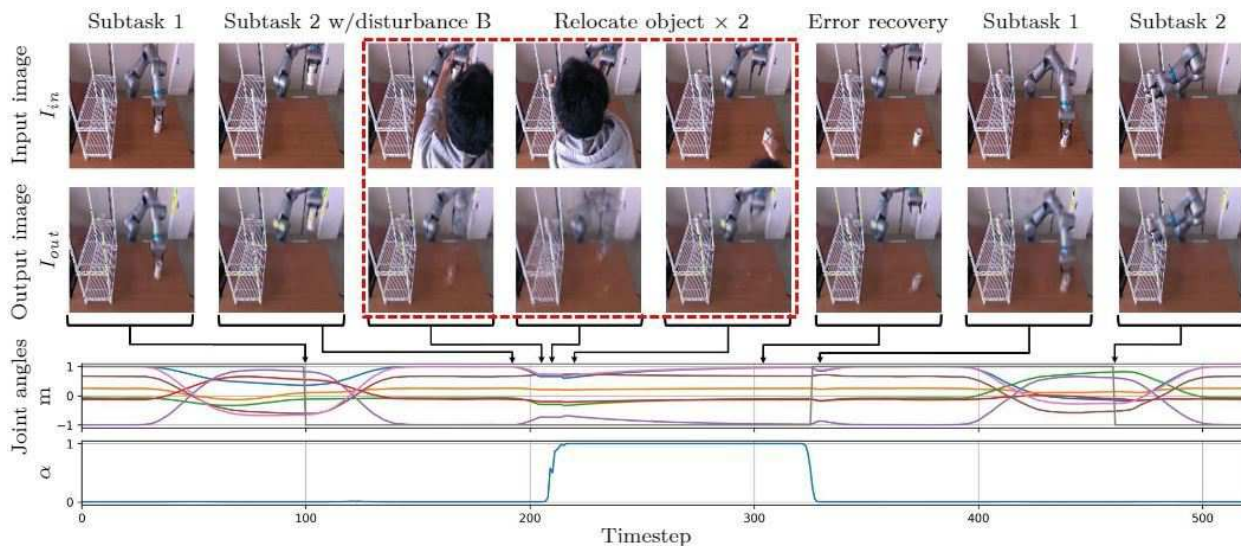 Subtask 1 Subtask 2 w/disturbance B Relocate object × 2 Error recovery Subtask 1 Subtask 2
Input image
I_in
Output image
I_out
Joint angles
m
1
0
−1
α
1
0
0 100 200 300 400 500
Timestep